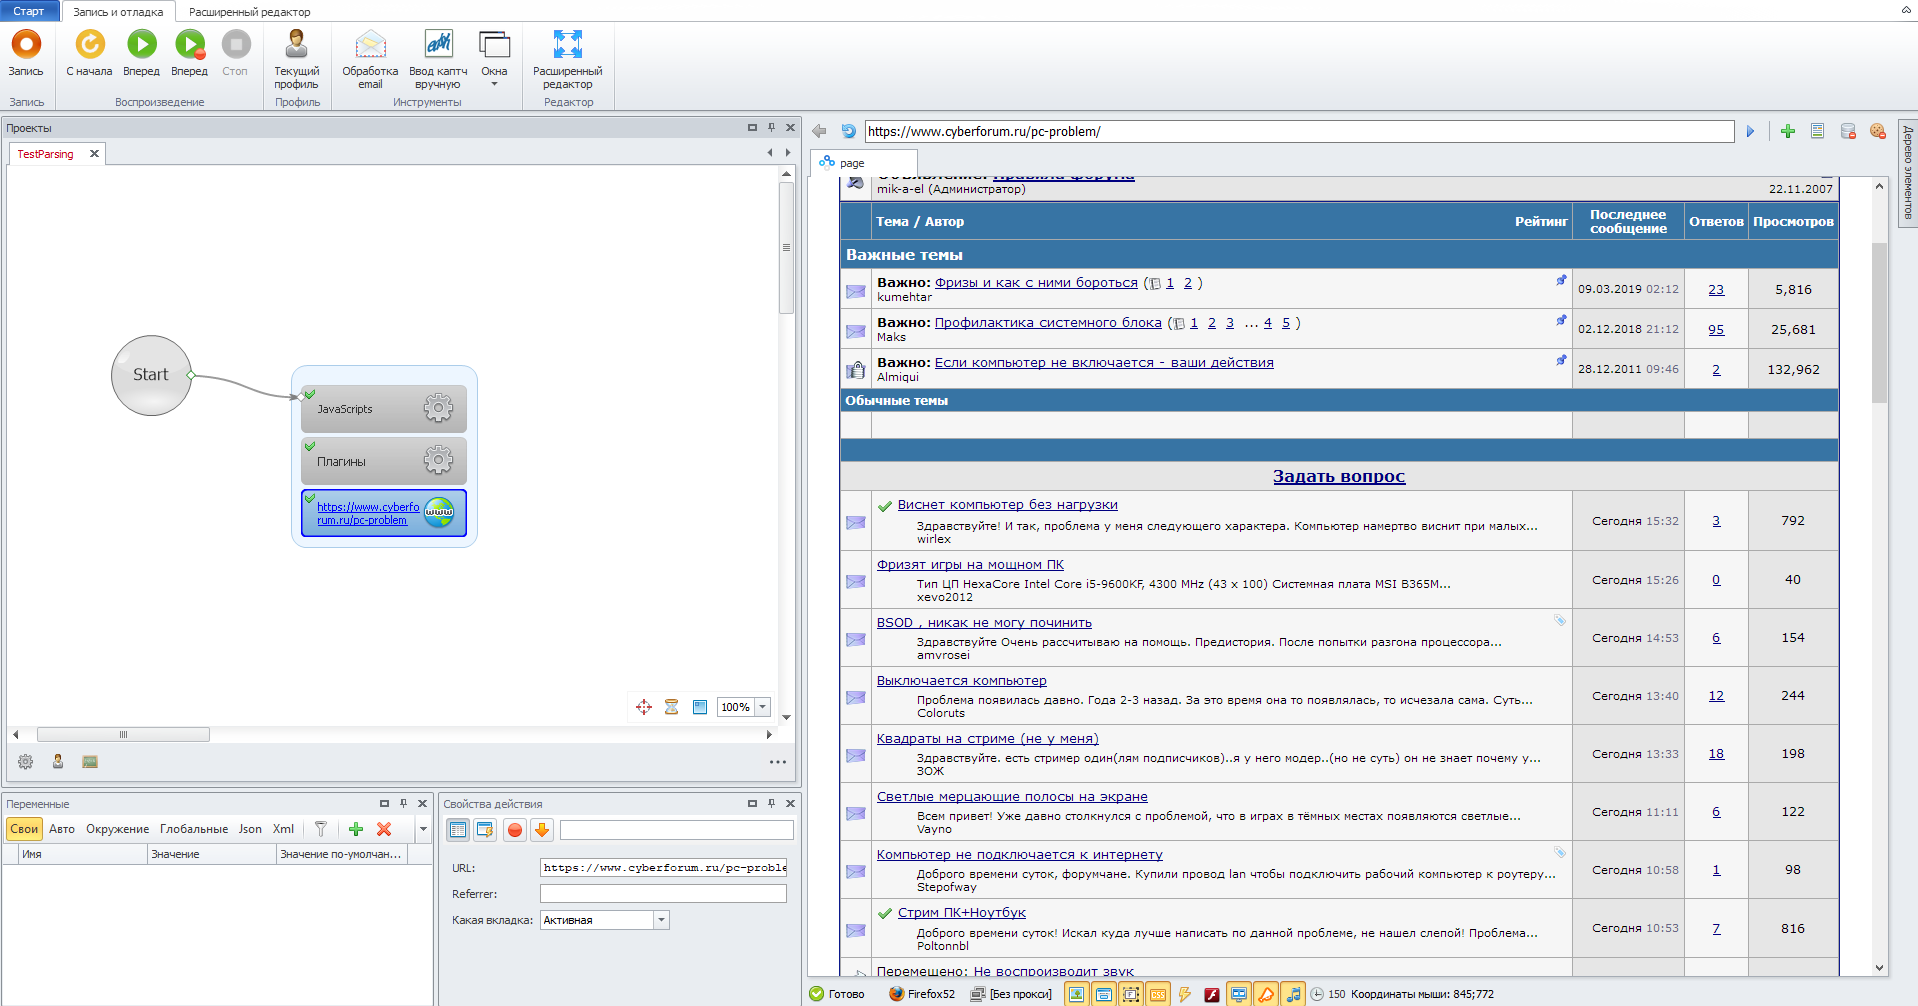 Старт
Запись и отладка
Расширенный редактор
Запись
С начала
Вперед
Вперед
Стоп
Текущий профиль
Обработка email
Ввод каптч вручную
Окна
Расширенный редактор
Запись
Воспроизведение
Профиль
Инструменты
Редактор
Проекты
TestParsing
Start
JavaScripts
Плагины
https://www.cyberfo
rum.ru/pc-problem
100%
Переменные
Свои
Авто
Окружение
Глобальные
Json
Xml
Имя
Значение
Значение по-умолчан...
Свойства действия
URL:
https://www.cyberforum.ru/pc-proble
Referrer:
Какая вкладка:
Активная
https://www.cyberforum.ru/pc-problem/
Дерево элементов
page
Объявление: Правила форума
mik-a-el (Администратор)
22.11.2007
Тема / Автор
Рейтинг
Последнее сообщение
Ответов
Просмотров
Важные темы
Важно: Фризы и как с ними бороться ( 1 2 )
kumehtar
09.03.2019 02:12
23
5,816
Важно: Профилактика системного блока ( 1 2 3 ... 4 5 )
Maks
02.12.2018 21:12
95
25,681
Важно: Если компьютер не включается - ваши действия
Almiqui
28.12.2011 09:46
2
132,962
Обычные темы
Задать вопрос
Виснет компьютер без нагрузки
Здравствуйте! И так, проблема у меня следующего характера. Компьютер намертво виснит при малых...
wirlex
Сегодня 15:32
3
792
Фризят игры на мощном ПК
Тип ЦП HexaCore Intel Core i5-9600KF, 4300 MHz (43 x 100) Системная плата MSI B365M...
xevo2012
Сегодня 15:26
0
40
BSOD , никак не могу починить
Здравствуйте Очень рассчитываю на помощь. Предистория. После попытки разгона процессора...
amvrosei
Сегодня 14:53
6
154
Выключается компьютер
Проблема появилась давно. Года 2-3 назад. За это время она то появлялась, то исчезала сама. Суть...
Coloruts
Сегодня 13:40
12
244
Квадраты на стриме (не у меня)
Здравствуйте. есть стример один(лям подписчиков)..я у него модер..(но не суть) он не знает почему у...
ЗОЖ
Сегодня 13:33
18
198
Светлые мерцающие полосы на экране
Всем привет! Уже давно столкнулся с проблемой, что в играх в тёмных местах появляются светлые...
Vayno
Сегодня 11:11
6
122
Компьютер не подключается к интернету
Доброго времени суток, форумчане. Купили провод lan чтобы подключить рабочий компьютер к роутеру...
Stepofway
Сегодня 10:58
1
98
Стрим ПК+Ноутбук
Доброго времени суток! Искал куда лучше написать по данной проблеме, не нашел слепой! Проблема...
Poltonnbl
Сегодня 10:53
7
816
Перемещено: Не воспроизводит звук
Готово
Firefox52
[Без прокси]
CSS
150
Координаты мыши: 845;772